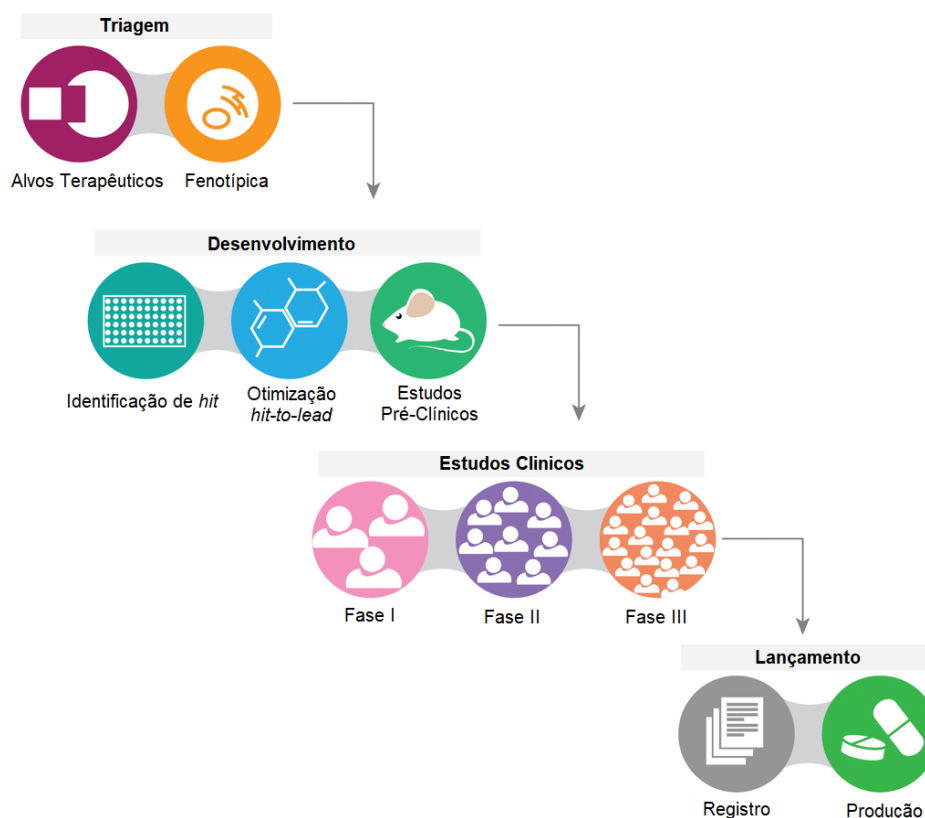 Triagem
Alvos Terapêuticos
Fenotípica
Desenvolvimento
Identificação de hit
Otimização
hit-to-lead
Estudos
Pré-Clínicos
Estudos Clinicos
Fase I
Fase II
Fase III
Lançamento
Registro
Produção